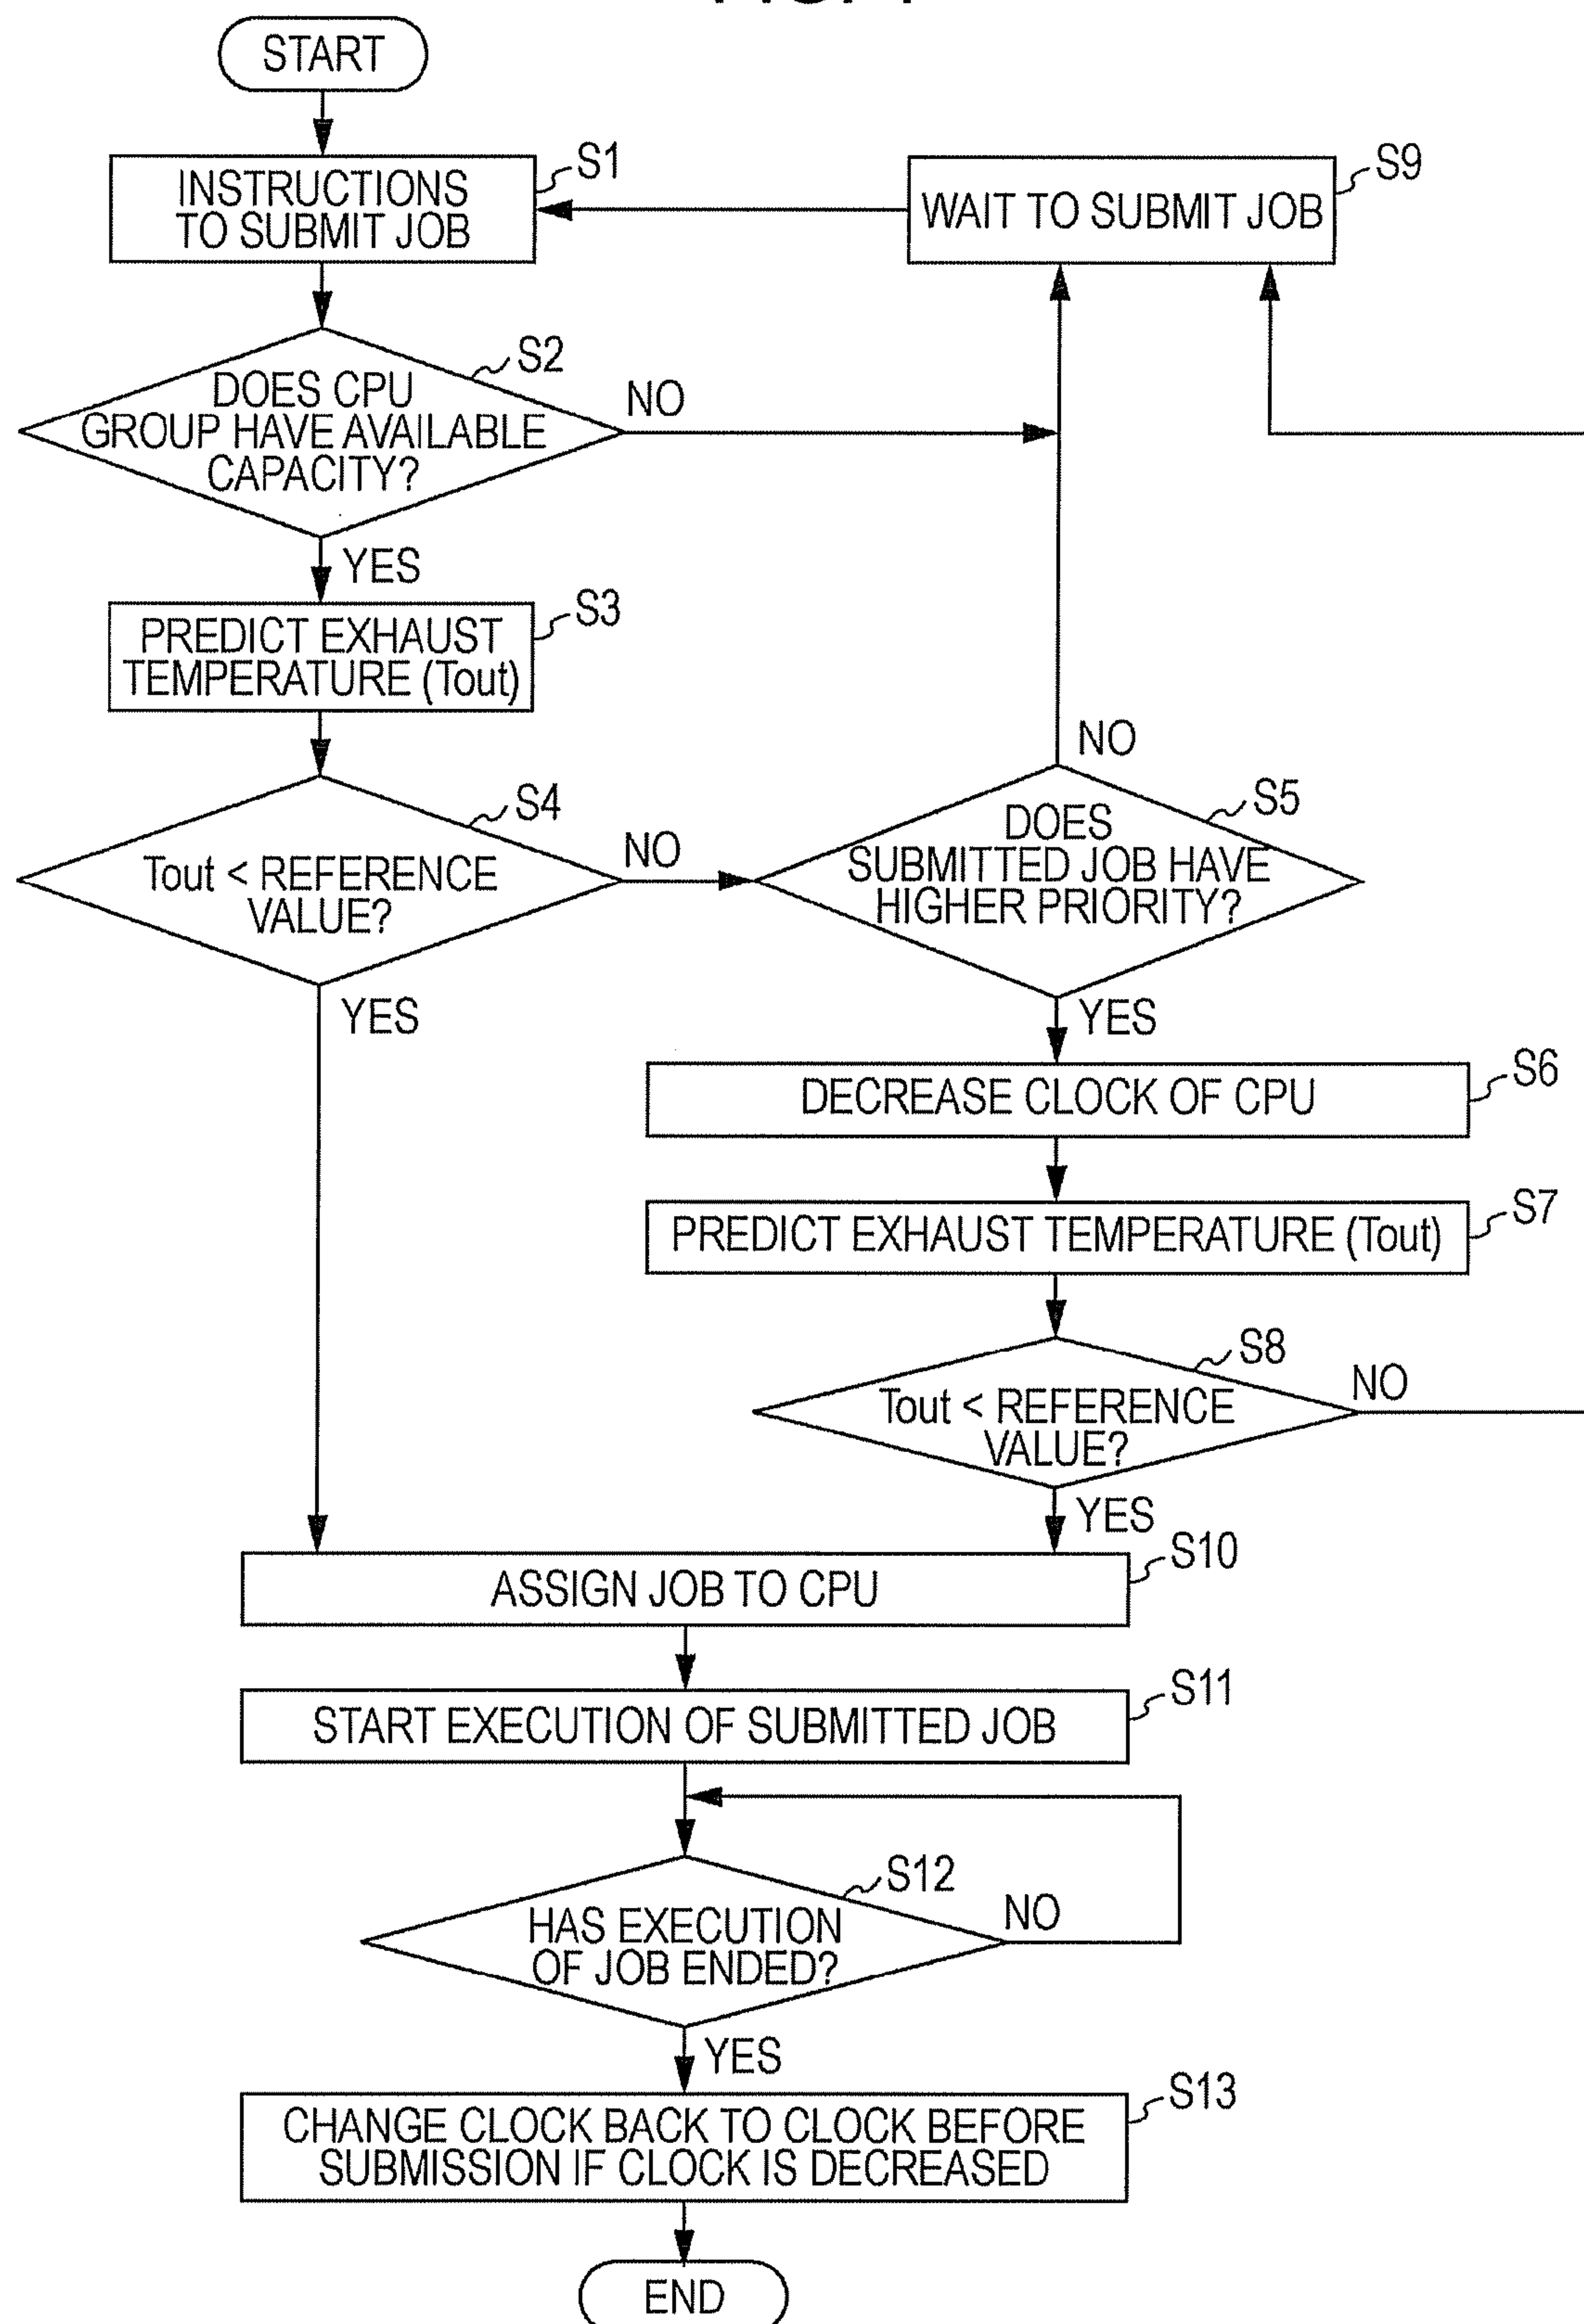 START
S1
INSTRUCTIONS
TO SUBMIT JOB
S9
WAIT TO SUBMIT JOB
S2
DOES CPU
GROUP HAVE AVAILABLE
CAPACITY?
NO
YES
S3
PREDICT EXHAUST
TEMPERATURE (Tout)
S4
Tout < REFERENCE
VALUE?
NO
YES
NO
S5
DOES
SUBMITTED JOB HAVE
HIGHER PRIORITY?
YES
S6
DECREASE CLOCK OF CPU
S7
PREDICT EXHAUST TEMPERATURE (Tout)
S8
Tout < REFERENCE
VALUE?
NO
YES
S10
ASSIGN JOB TO CPU
S11
START EXECUTION OF SUBMITTED JOB
S12
HAS EXECUTION
OF JOB ENDED?
NO
YES
S13
CHANGE CLOCK BACK TO CLOCK BEFORE
SUBMISSION IF CLOCK IS DECREASED
END